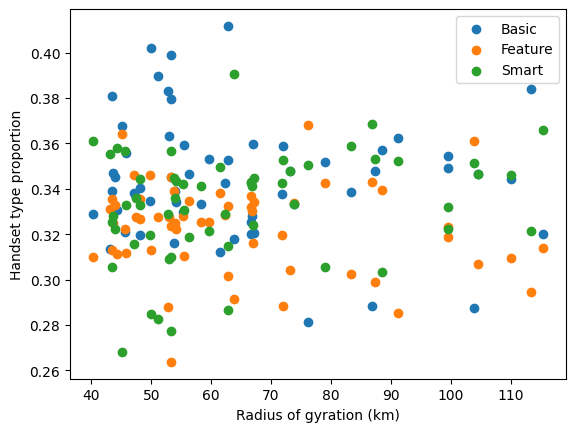 Basic
Feature
Smart
0.40
0.38
0.36
0.34
0.32
0.30
0.28
0.26
Handset type proportion
40 50 60 70 80 90 100 110
Radius of gyration (km)